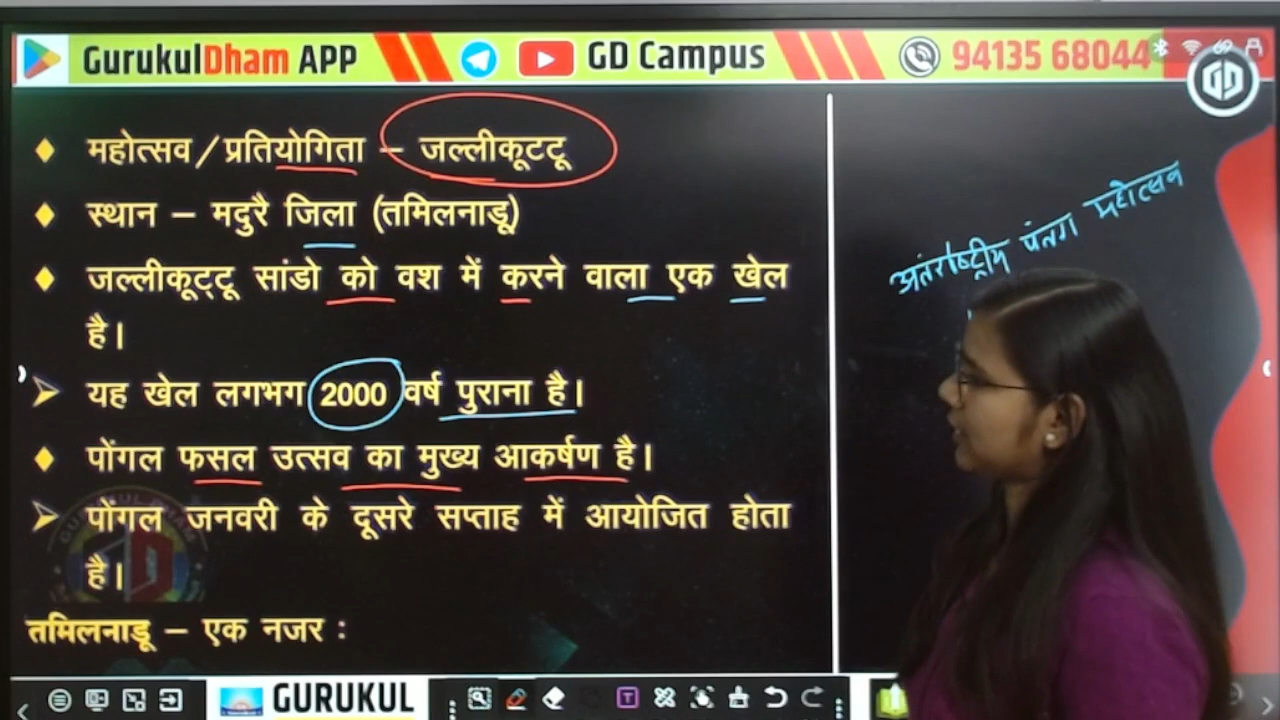 GurukulDham APP
GD Campus
94135 68044
GD
महोत्सव/प्रतियोगिता – जल्लीकूटटू
स्थान – मदुरै जिला (तमिलनाडू)
जल्लीकूट्टू सांडो को वश में करने वाला एक खेल
है।
यह खेल लगभग 2000 वर्ष पुराना है।
पोंगल फसल उत्सव का मुख्य आकर्षण है।
पोंगल जनवरी के दूसरे सप्ताह में आयोजित होता
है।
तमिलनाडू – एक नजर :
अंतर्राष्ट्रीय पंतग महोत्सव
GURUKUL